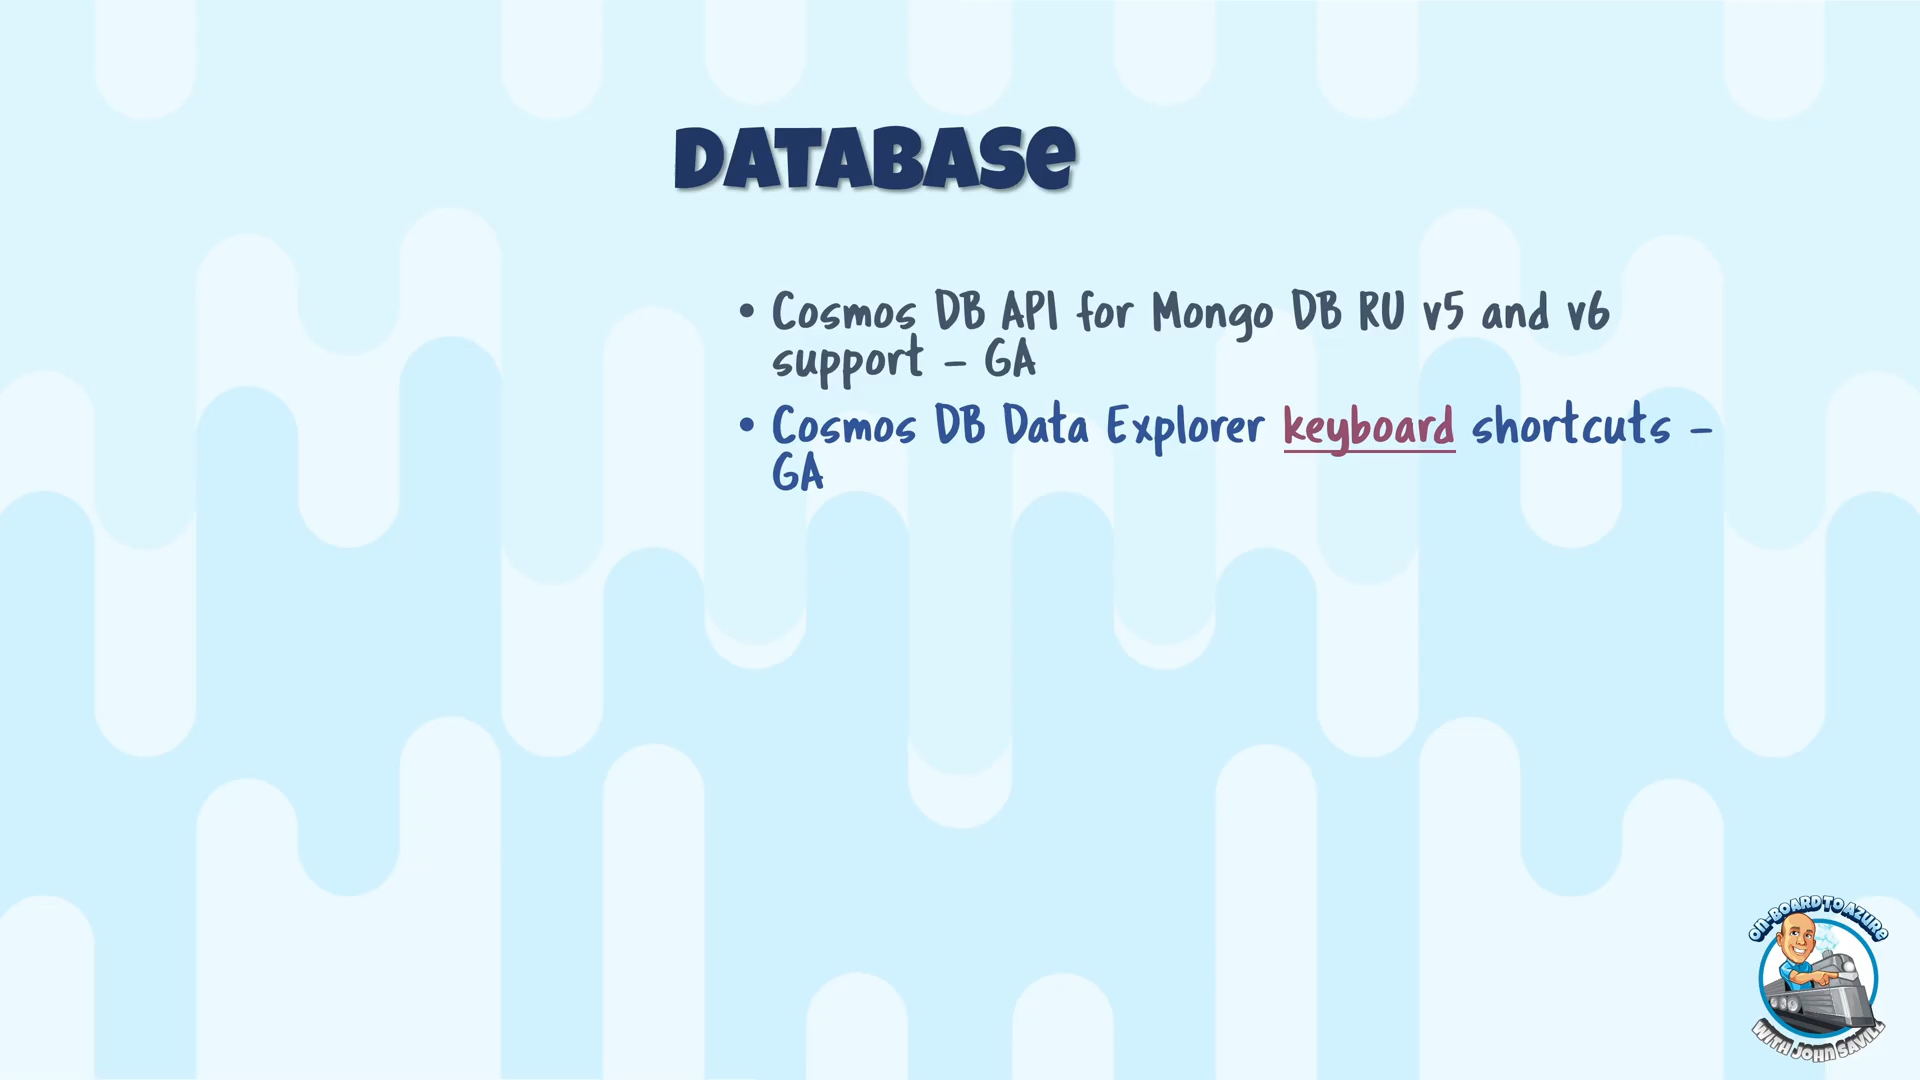 DATABASE
• Cosmos DB API for Mongo DB RU v5 and v6
support – GA
• Cosmos DB Data Explorer keyboard shortcuts –
GA
ON-BOARD TO AZURE
WITH JOHN SAVILL